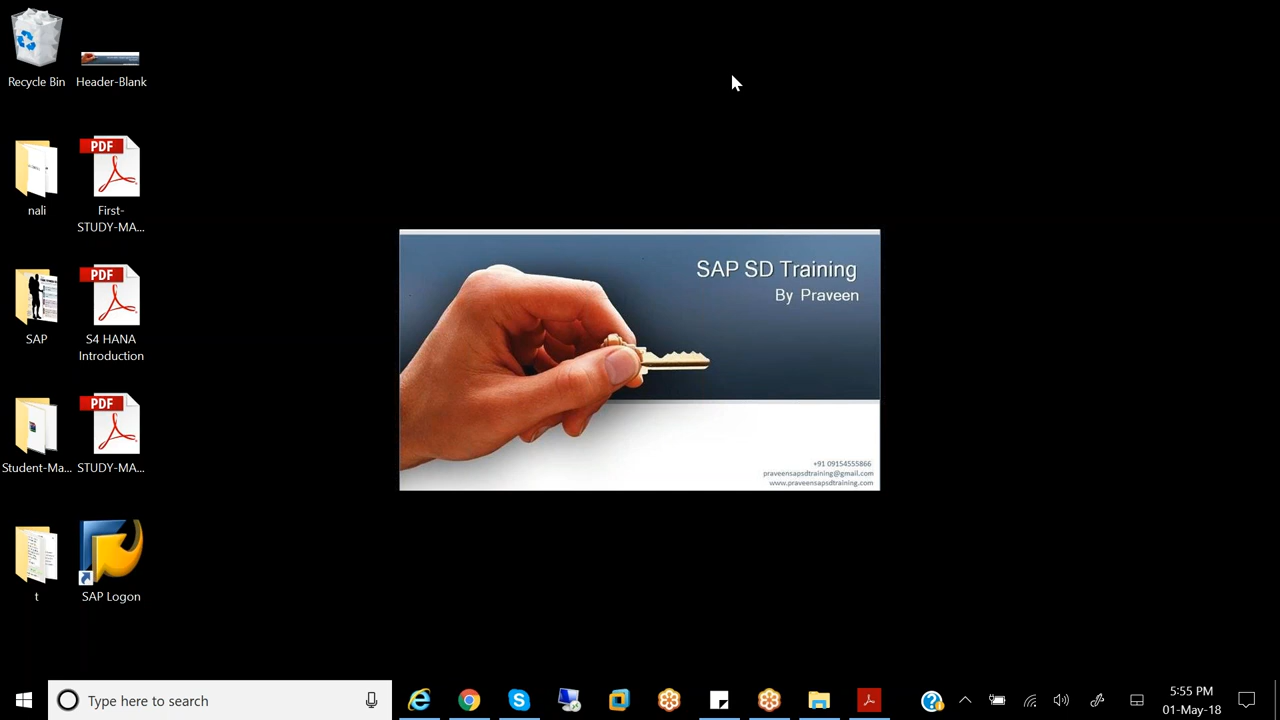 Recycle Bin
Header-Blank
PDF
nali
First-
STUDY-MA...
PDF
SAP
S4 HANA
Introduction
PDF
Student-Ma...
STUDY-MA...
t
SAP Logon
SAP SD Training
By Praveen
+91 09154555866
praveensapsdtraining@gmail.com
www.praveensapsdtraining.com
Type here to search
5:55 PM
01-May-18